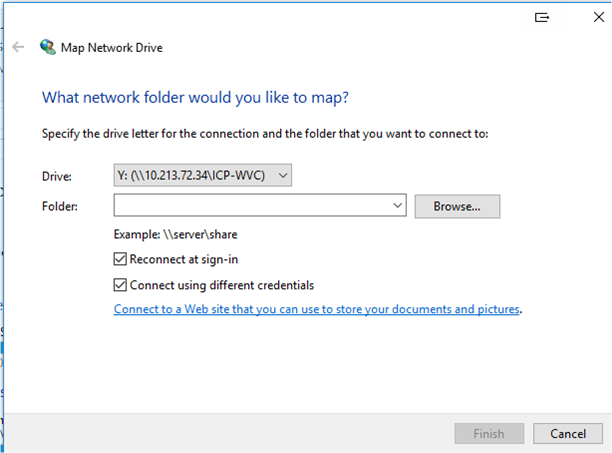 Map Network Drive
What network folder would you like to map?
Specify the drive letter for the connection and the folder that you want to connect to:
Drive: Y: (\\10.213.72.34\ICP-WVC)
Folder: Browse...
Example: \\server\share
Reconnect at sign-in
Connect using different credentials
Connect to a Web site that you can use to store your documents and pictures.
Finish Cancel